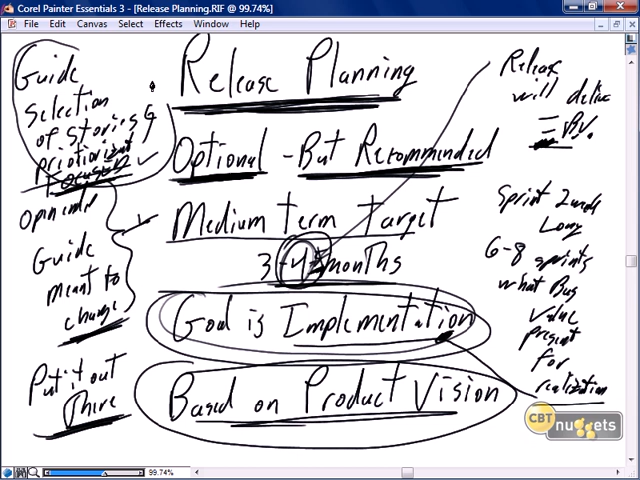 Corel Painter Essentials 3 - [Release Planning.RIF @ 99.74%]
File Edit Canvas Select Effects Window Help
Release Planning
Optional - But Recommended
Medium term Target
3-4 months
Goal is Implementation
Based on Product Vision
Guide
Selection
of stories &
Guide
meant to
change
Put it out
there
Release
will
BV.
Sprint 2
Long
6-8 sprints
what Bus
value
present
for
realization
CBT
nuggets
99.74%